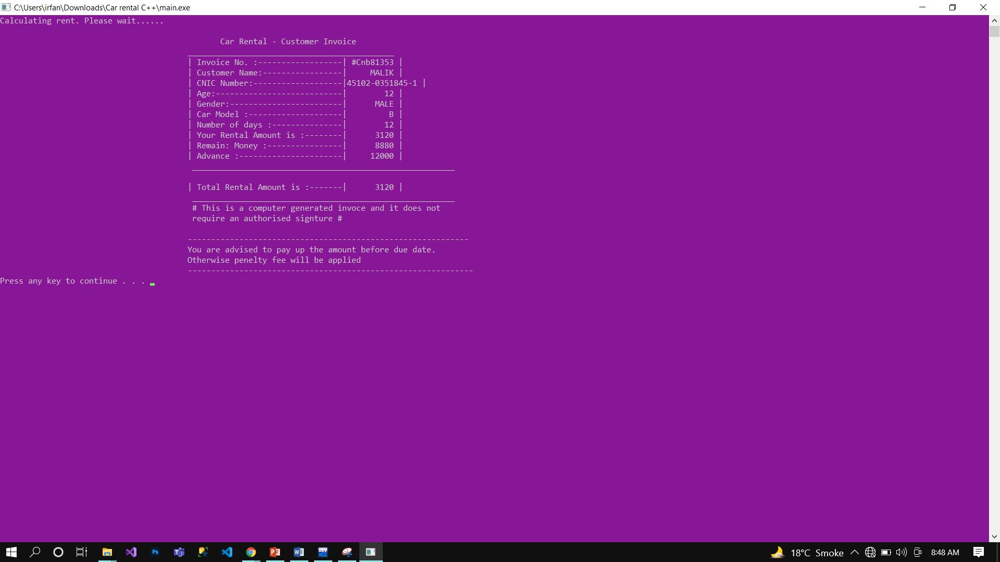 C:\Users\irfan\Downloads\Car rental C++\main.exe
Calculating rent. Please wait......
Car Rental - Customer Invoice
____________________________________________
| Invoice No. :------------------| #Cnb81353 |
| Customer Name:-----------------|     MALIK |
| CNIC Number:-------------------|45102-0351845-1 |
| Age:---------------------------|        12 |
| Gender:------------------------|      MALE |
| Car Model :--------------------|         B |
| Number of days :---------------|        12 |
| Your Rental Amount is :--------|      3120 |
| Remain: Money :----------------|      8880 |
| Advance :----------------------|     12000 |
________________________________________________________
| Total Rental Amount is :-------|      3120 |
________________________________________________________
# This is a computer generated invoce and it does not
require an authorised signture #
------------------------------------------------------------
You are advised to pay up the amount before due date.
Otherwise penelty fee will be applied
-------------------------------------------------------------
Press any key to continue . . .
Ps
DEV
18°C Smoke
8:48 AM